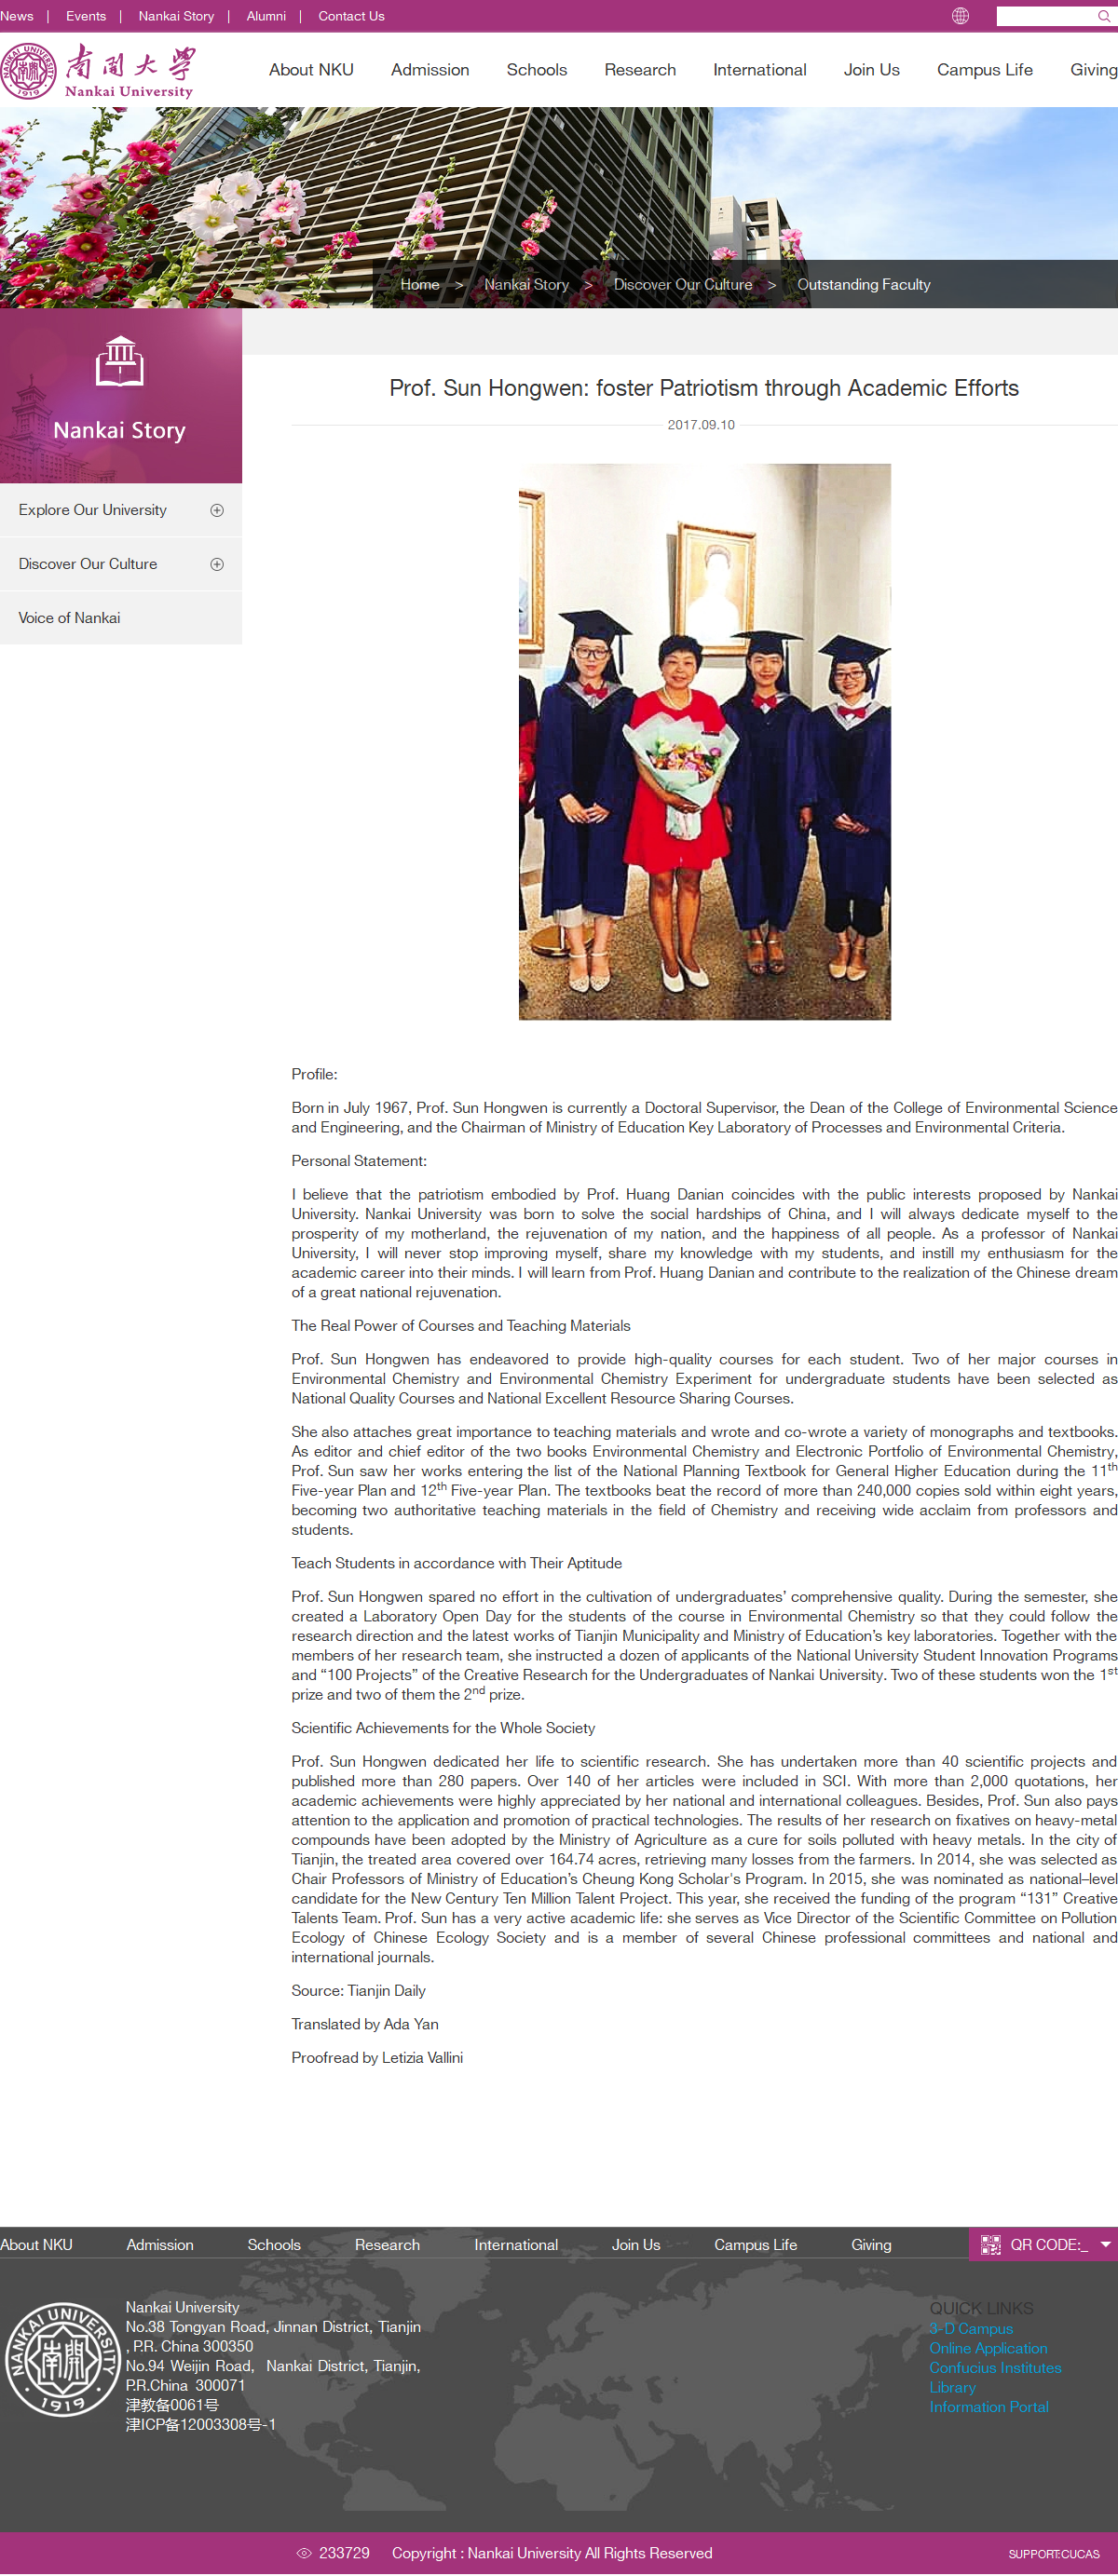 News | Events | Nankai Story | Alumni | Contact Us
NANKAI UNIVERSITY
1919
南開大學
Nankai University
About NKU Admission Schools Research International Join Us Campus Life Giving
Home > Nankai Story > Discover Our Culture > Outstanding Faculty
Nankai Story
Explore Our University
Discover Our Culture
Voice of Nankai
Prof. Sun Hongwen: foster Patriotism through Academic Efforts
2017.09.10
Profile:
Born in July 1967, Prof. Sun Hongwen is currently a Doctoral Supervisor, the Dean of the College of Environmental Science
and Engineering, and the Chairman of Ministry of Education Key Laboratory of Processes and Environmental Criteria.
Personal Statement:
I believe that the patriotism embodied by Prof. Huang Danian coincides with the public interests proposed by Nankai
University. Nankai University was born to solve the social hardships of China, and I will always dedicate myself to the
prosperity of my motherland, the rejuvenation of my nation, and the happiness of all people. As a professor of Nankai
University, I will never stop improving myself, share my knowledge with my students, and instill my enthusiasm for the
academic career into their minds. I will learn from Prof. Huang Danian and contribute to the realization of the Chinese dream
of a great national rejuvenation.
The Real Power of Courses and Teaching Materials
Prof. Sun Hongwen has endeavored to provide high-quality courses for each student. Two of her major courses in
Environmental Chemistry and Environmental Chemistry Experiment for undergraduate students have been selected as
National Quality Courses and National Excellent Resource Sharing Courses.
She also attaches great importance to teaching materials and wrote and co-wrote a variety of monographs and textbooks.
As editor and chief editor of the two books Environmental Chemistry and Electronic Portfolio of Environmental Chemistry,
Prof. Sun saw her works entering the list of the National Planning Textbook for General Higher Education during the 11th
Five-year Plan and 12th Five-year Plan. The textbooks beat the record of more than 240,000 copies sold within eight years,
becoming two authoritative teaching materials in the field of Chemistry and receiving wide acclaim from professors and
students.
Teach Students in accordance with Their Aptitude
Prof. Sun Hongwen spared no effort in the cultivation of undergraduates’ comprehensive quality. During the semester, she
created a Laboratory Open Day for the students of the course in Environmental Chemistry so that they could follow the
research direction and the latest works of Tianjin Municipality and Ministry of Education’s key laboratories. Together with the
members of her research team, she instructed a dozen of applicants of the National University Student Innovation Programs
and “100 Projects” of the Creative Research for the Undergraduates of Nankai University. Two of these students won the 1st
prize and two of them the 2nd prize.
Scientific Achievements for the Whole Society
Prof. Sun Hongwen dedicated her life to scientific research. She has undertaken more than 40 scientific projects and
published more than 280 papers. Over 140 of her articles were included in SCI. With more than 2,000 quotations, her
academic achievements were highly appreciated by her national and international colleagues. Besides, Prof. Sun also pays
attention to the application and promotion of practical technologies. The results of her research on fixatives on heavy-metal
compounds have been adopted by the Ministry of Agriculture as a cure for soils polluted with heavy metals. In the city of
Tianjin, the treated area covered over 164.74 acres, retrieving many losses from the farmers. In 2014, she was selected as
Chair Professors of Ministry of Education’s Cheung Kong Scholar's Program. In 2015, she was nominated as national–level
candidate for the New Century Ten Million Talent Project. This year, she received the funding of the program “131” Creative
Talents Team. Prof. Sun has a very active academic life: she serves as Vice Director of the Scientific Committee on Pollution
Ecology of Chinese Ecology Society and is a member of several Chinese professional committees and national and
international journals.
Source: Tianjin Daily
Translated by Ada Yan
Proofread by Letizia Vallini
About NKU Admission Schools Research International Join Us Campus Life Giving QR CODE:_
NANKAI UNIVERSITY
1919
Nankai University
No.38 Tongyan Road, Jinnan District, Tianjin
, P.R. China 300350
No.94 Weijin Road, Nankai District, Tianjin,
P.R.China 300071
津教备0061号
津ICP备12003308号-1
QUICK LINKS
3-D Campus
Online Application
Confucius Institutes
Library
Information Portal
233729 Copyright : Nankai University All Rights Reserved SUPPORT:CUCAS